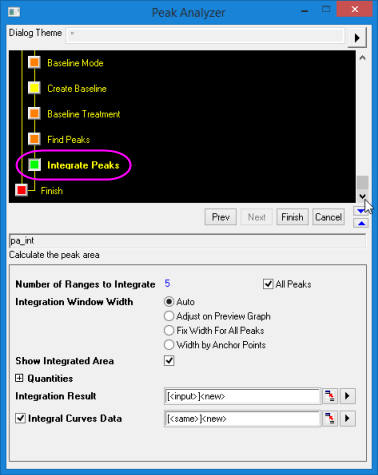 Peak Analyzer
Dialog Theme *
Baseline Mode
Create Baseline
Baseline Treatment
Find Peaks
Integrate Peaks
Finish
Prev Next Finish Cancel
pa_int
Calculate the peak area
Number of Ranges to Integrate 5 All Peaks
Integration Window Width Auto
Adjust on Preview Graph
Fix Width For All Peaks
Width by Anchor Points
Show Integrated Area
Quantities
Integration Result [<input>]<new>
Integral Curves Data [<same>]<new>